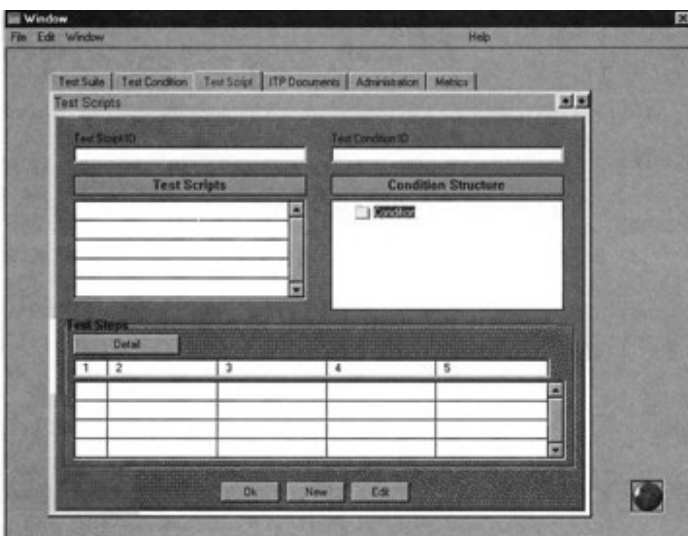 Window
File Edit Window Help
Test Suite Test Condition Test Script ITP Documents Administration Metrics
Test Scripts
Test Script ID Test Condition ID
Test Scripts Condition Structure
Condition
Test Steps
Detail
1 2 3 4 5
Ok New Edit